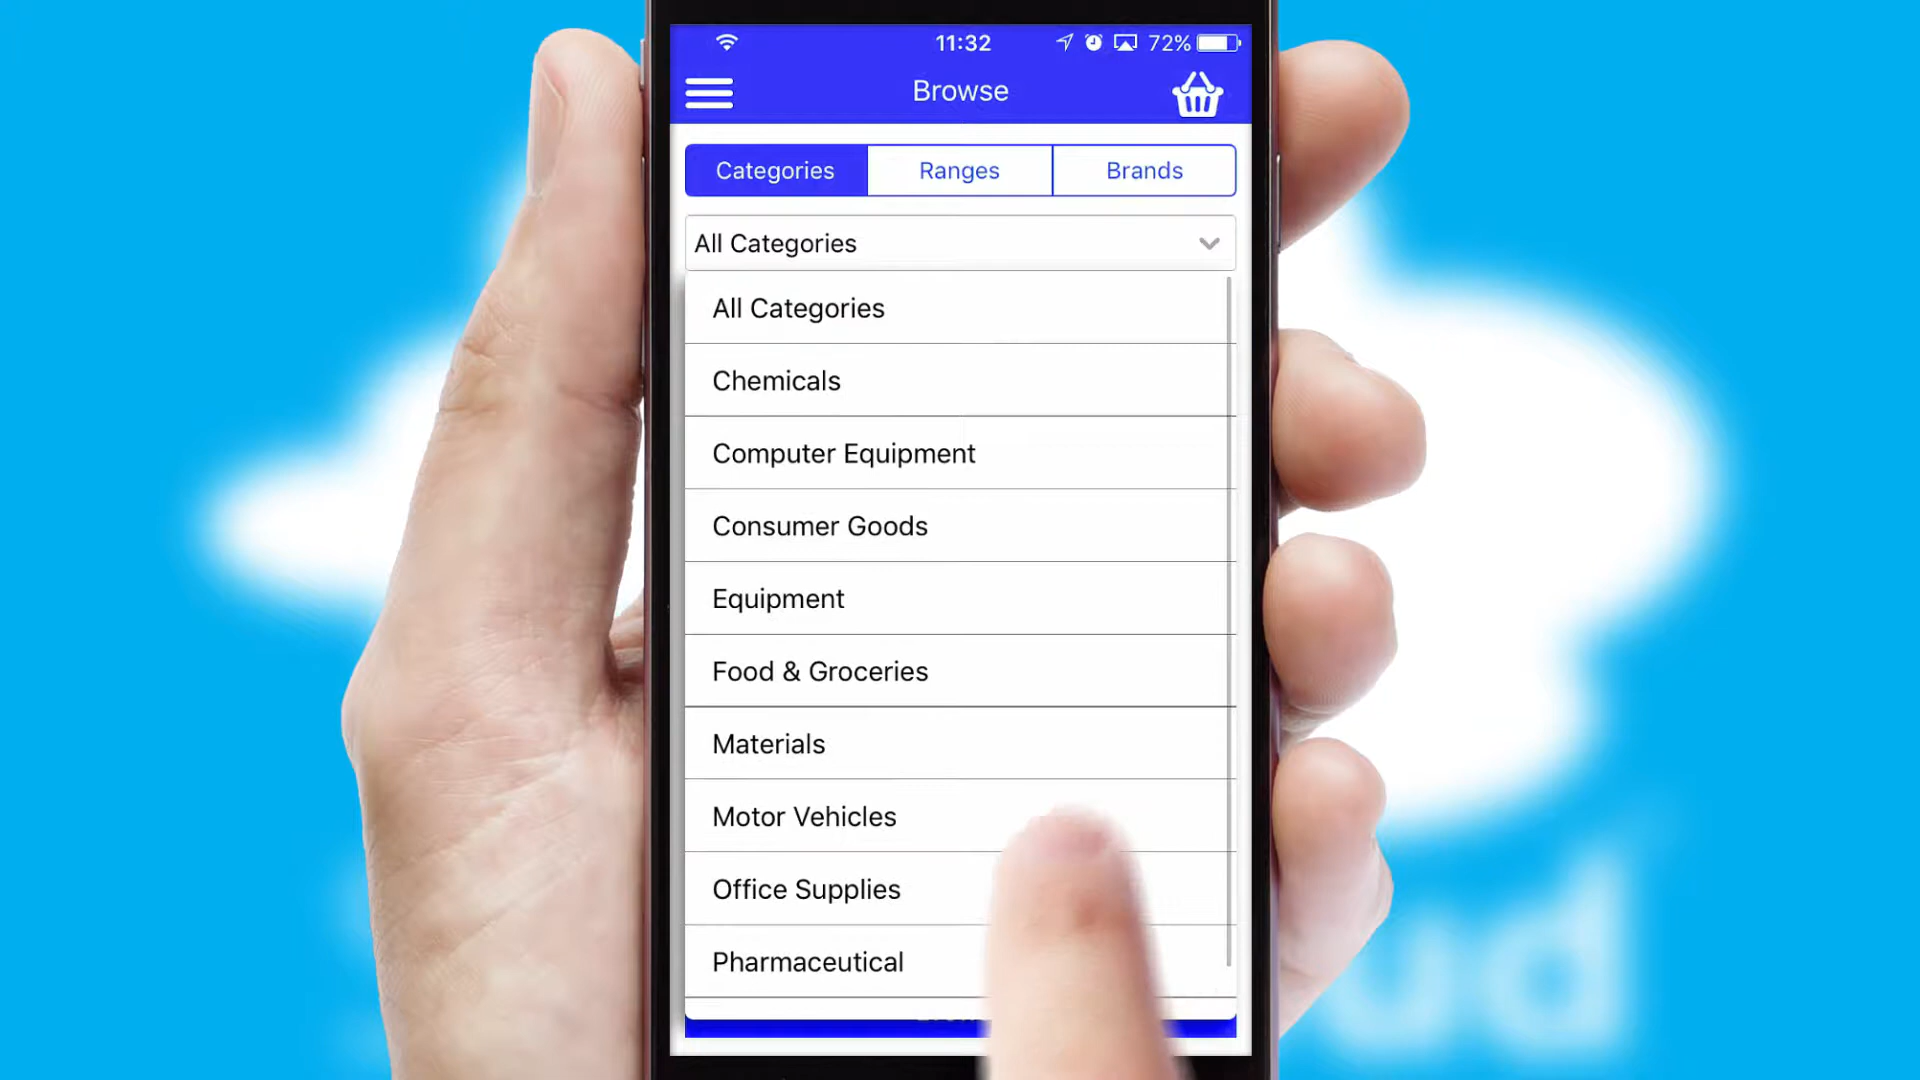 11:32
72%
Browse
Categories Ranges Brands
All Categories
All Categories
Chemicals
Computer Equipment
Consumer Goods
Equipment
Food & Groceries
Materials
Motor Vehicles
Office Supplies
Pharmaceutical